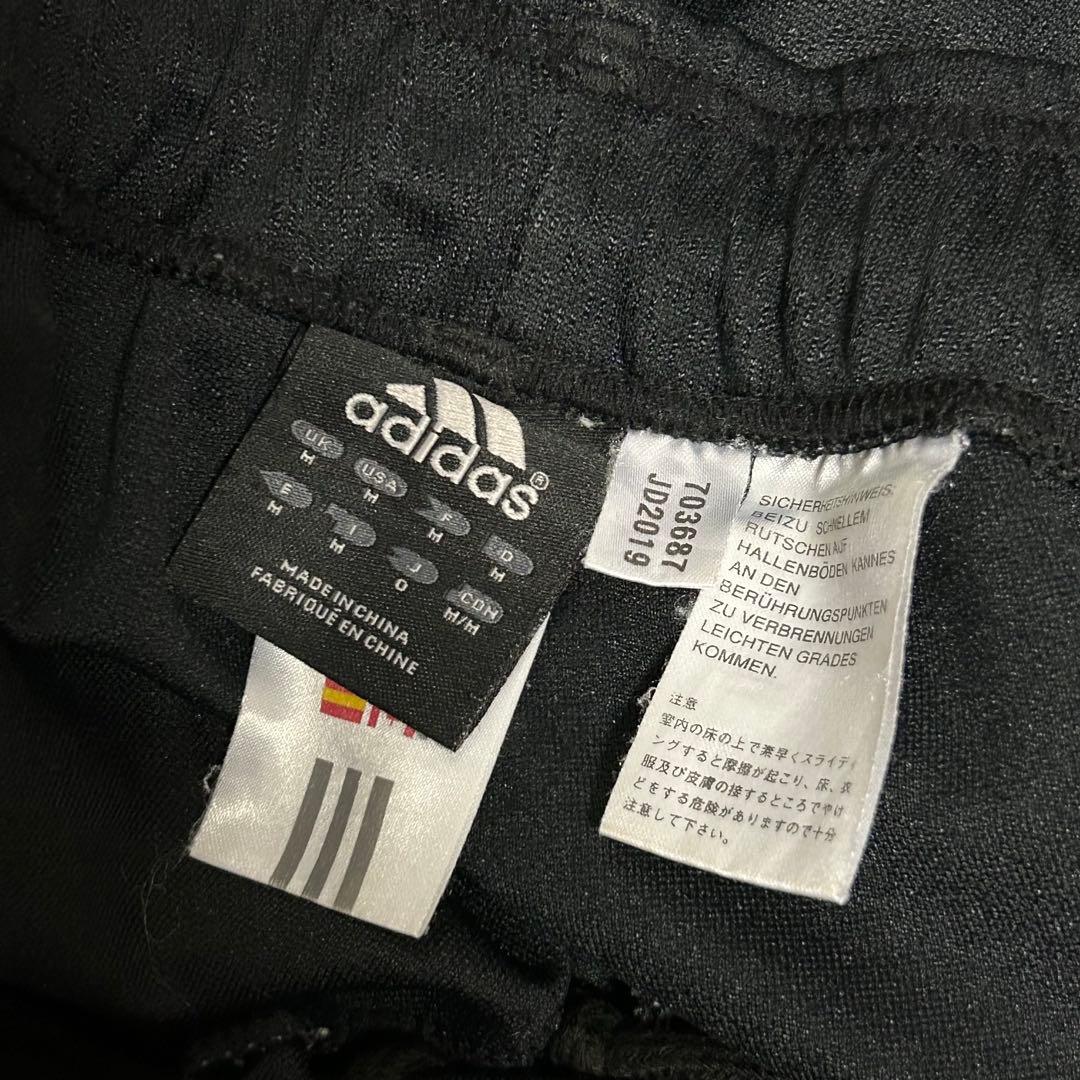 adidas®
UK
M
USA
M
F
M
D
M
E
M
I
M
J
O
CDN
M/M
MADE IN CHINA
FABRIQUE EN CHINE
703687
JD2019
SICHERHEITSHINWEIS:
BEIZU SCHNELLEM
RUTSCHEN AUF
HALLENBÖDEN KANNES
AN DEN
BERÜHRUNGSPUNKTEN
ZU VERBRENNUNGEN
LEICHTEN GRADES
KOMMEN.
注意
室内の床の上で素早くスライディ
ングすると摩擦が起こり、床、衣
服及び皮膚の接するところでやけ
どをする危険がありますので十分
注意して下さい。